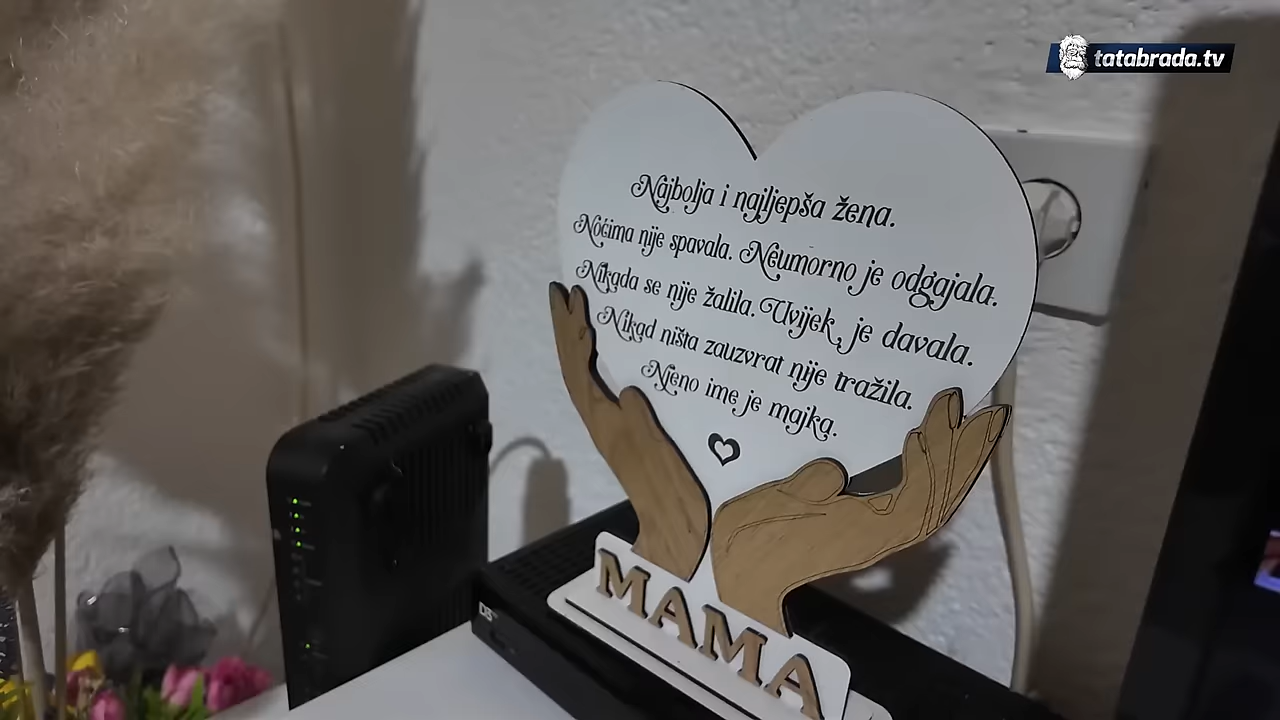 tatabrada.tv
Najbolja i najljepša žena.
Noćima nije spavala. Neumorno je odgajala.
Nikada se nije žalila. Uvijek je davala.
Nikad ništa zauzvrat nije tražila.
Njeno ime je majka.
MAMA